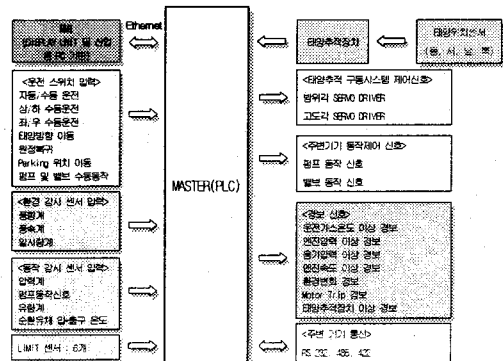 Ethernet
(DISPLAY UNIT 및 산업
용 PC 기반)
<운전 스위치 입력>
자동/수동 운전
상/하 수동운전
좌/우 수동운전
태양방향 이동
원점복귀
Parking 위치 이동
펌프 및 밸브 수동동작
<환경 감시 센서 입력>
풍향계
풍속계
일사량계
<동작 감시 센서 입력>
압력계
펌프동작신호
유량계
순환유체 입·출구 온도
LIMIT 센서 : 6개
MASTER(PLC)
태양추적장치
태양위치센서
(동, 서, 남, 북)
<태양추적 구동시스템 제어신호>
방위각 SERVO DRIVER
고도각 SERVO DRIVER
<주변기기 동작제어 신호>
펌프 동작 신호
밸브 동작 신호
<경보 신호>
운전가스온도 이상 경보
엔진압력 이상 경보
용기압력 이상 경보
엔진속도 이상 경보
환경변화 경보
Motor Trip 경보
태양추적장치 이상 경보
<주변 기기 통신>
RS 232, 485, 422